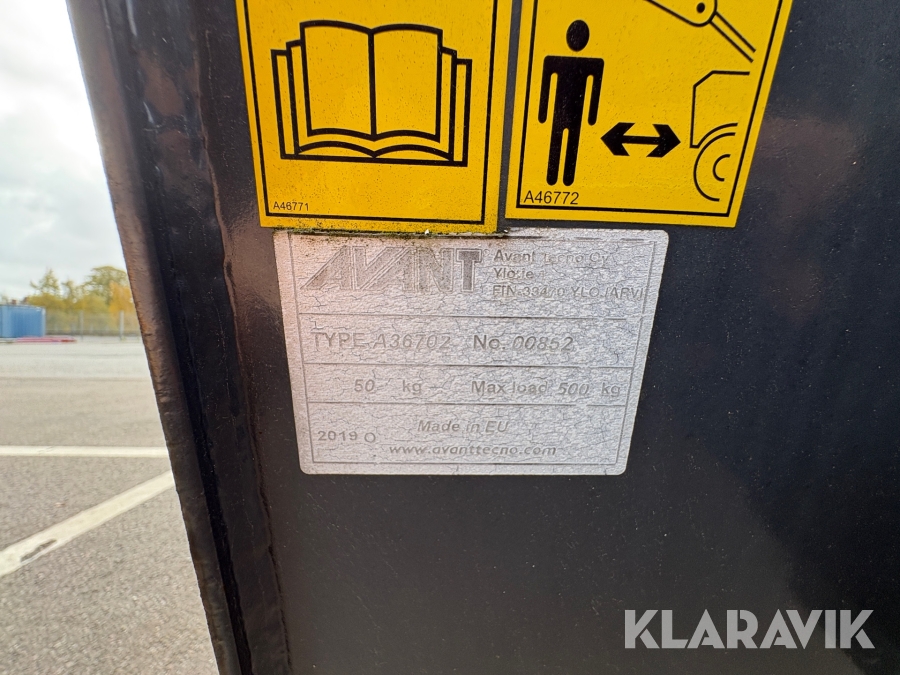 A46771
A46772
AVANT
Avant Tecno Oy
Ylötie
FIN-33470 YLÖJÄRVI
TYPE A36702 No. 00852
50 kg Max load 500 kg
2019 O Made in EU
www.avanttecno.com
KLARAVIK